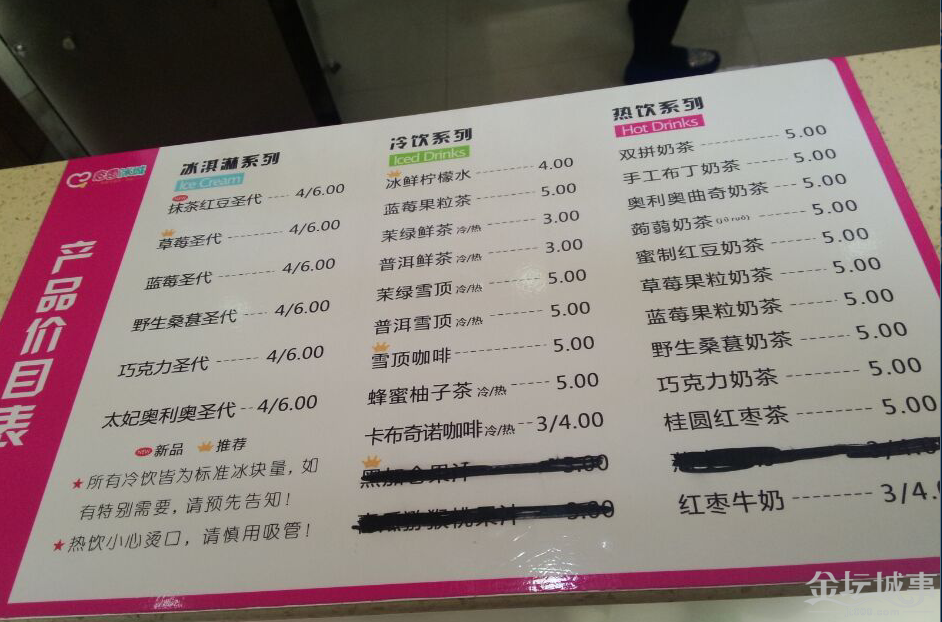 产品价目表
冰淇淋系列
Ice Cream
NEW
抹茶红豆圣代 ---- 4/6.00
草莓圣代 -------- 4/6.00
蓝莓圣代 ------ 4/6.00
野生桑葚圣代 ---- 4/6.00
巧克力圣代 ------ 4/6.00
太妃奥利奥圣代 -- 4/6.00
NEW 新品 推荐
★所有冷饮皆为标准冰块量,如
有特别需要,请预先告知!
★热饮小心烫口,请慎用吸管!
冷饮系列
Iced Drinks
冰鲜柠檬水 -------- 4.00
蓝莓果粒茶 ------- 5.00
茉绿鲜茶 冷/热 ----- 3.00
普洱鲜茶 冷/热 ---- 3.00
茉绿雪顶 冷/热 ---- 5.00
普洱雪顶 冷/热 ---- 5.00
雪顶咖啡 ----------- 5.00
蜂蜜柚子茶 冷/热 --- 5.00
卡布奇诺咖啡 冷/热 -- 3/4.00
热饮系列
Hot Drinks
双拼奶茶 ---------- 5.00
手工布丁奶茶 ------ 5.00
奥利奥曲奇奶茶 ---- 5.00
蒟蒻奶茶 (jǔ ruò) ------ 5.00
蜜制红豆奶茶 ----- 5.00
草莓果粒奶茶 ----- 5.00
蓝莓果粒奶茶 ----- 5.00
野生桑葚奶茶 ----- 5.00
巧克力奶茶 ------- 5.00
桂圆红枣茶 ------- 5.00
红枣牛奶 -------- 3/4.0
金坛城事